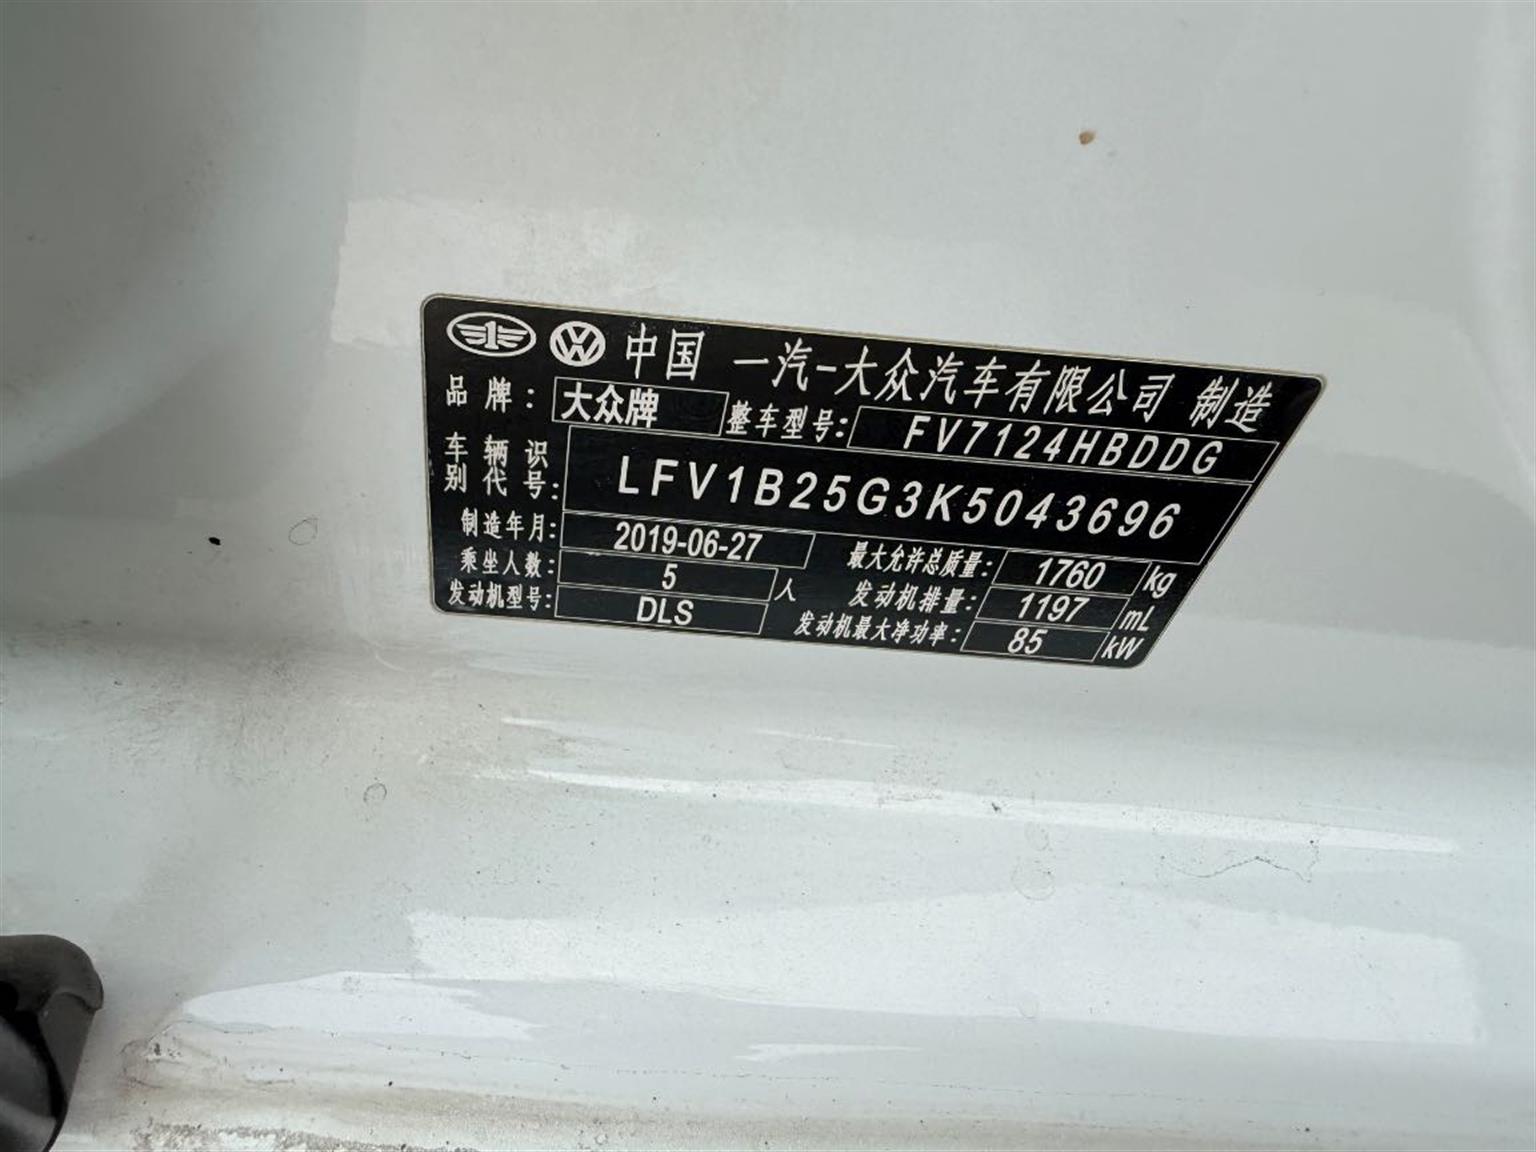 中国 一汽-大众汽车有限公司 制造
品牌: 大众牌 整车型号: FV7124HBDDG
车辆识别代号: LFV1B25G3K5043696
制造年月: 2019-06-27 最大允许总质量: 1760 kg
乘坐人数: 5 人 发动机排量: 1197 mL
发动机型号: DLS 发动机最大净功率: 85 kW